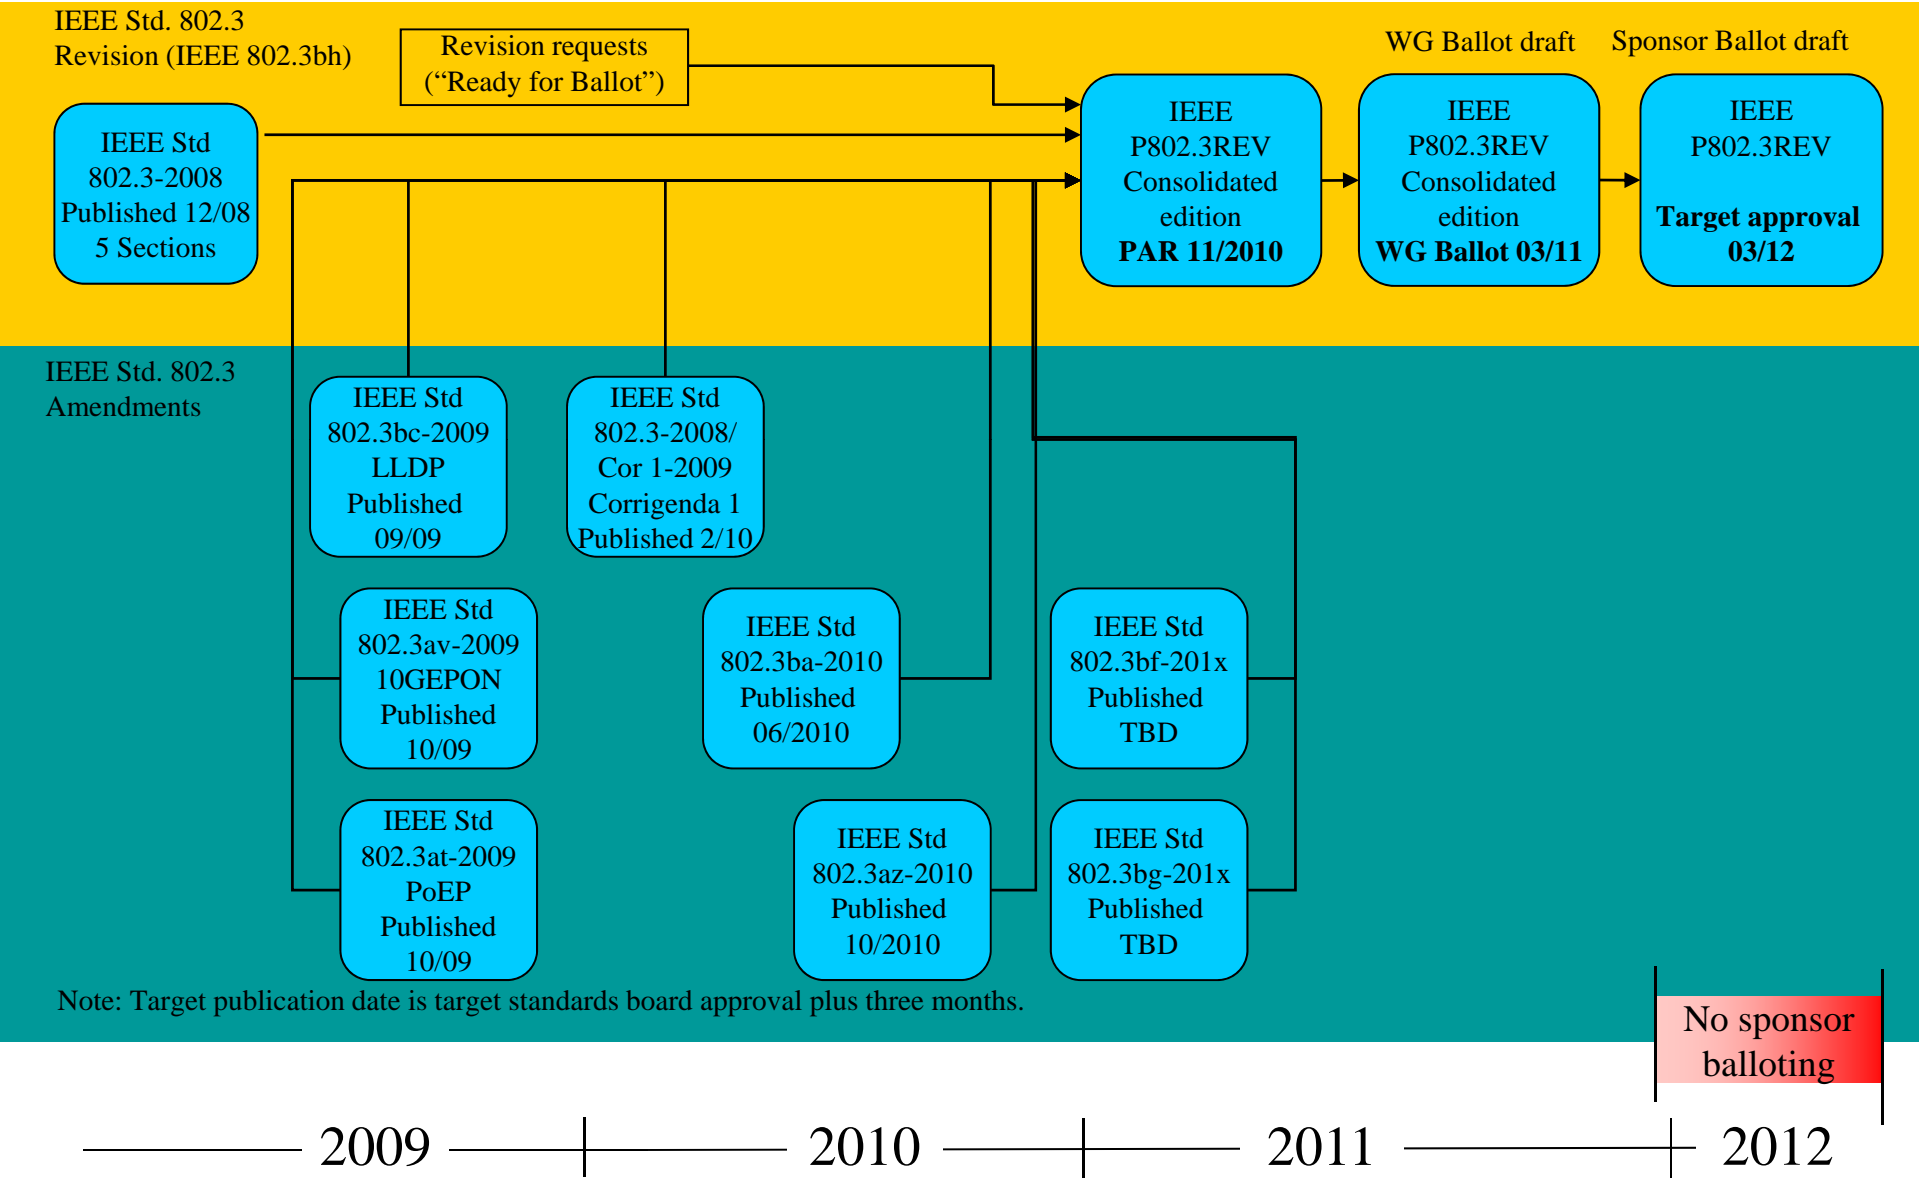 IEEE Std. 802.3
Revision (IEEE 802.3bh)
Revision requests
(“Ready for Ballot”)
WG Ballot draft
Sponsor Ballot draft
IEEE Std
802.3-2008
Published 12/08
5 Sections
IEEE
P802.3REV
Consolidated
edition
PAR 11/2010
IEEE
P802.3REV
Consolidated
edition
WG Ballot 03/11
IEEE
P802.3REV
Target approval
03/12
IEEE Std. 802.3
Amendments
IEEE Std
802.3bc-2009
LLDP
Published
09/09
IEEE Std
802.3-2008/
Cor 1-2009
Corrigenda 1
Published 2/10
IEEE Std
802.3av-2009
10GEPON
Published
10/09
IEEE Std
802.3ba-2010
Published
06/2010
IEEE Std
802.3bf-201x
Published
TBD
IEEE Std
802.3at-2009
PoEP
Published
10/09
IEEE Std
802.3az-2010
Published
10/2010
IEEE Std
802.3bg-201x
Published
TBD
Note: Target publication date is target standards board approval plus three months.
No sponsor
balloting
2009
2010
2011
2012